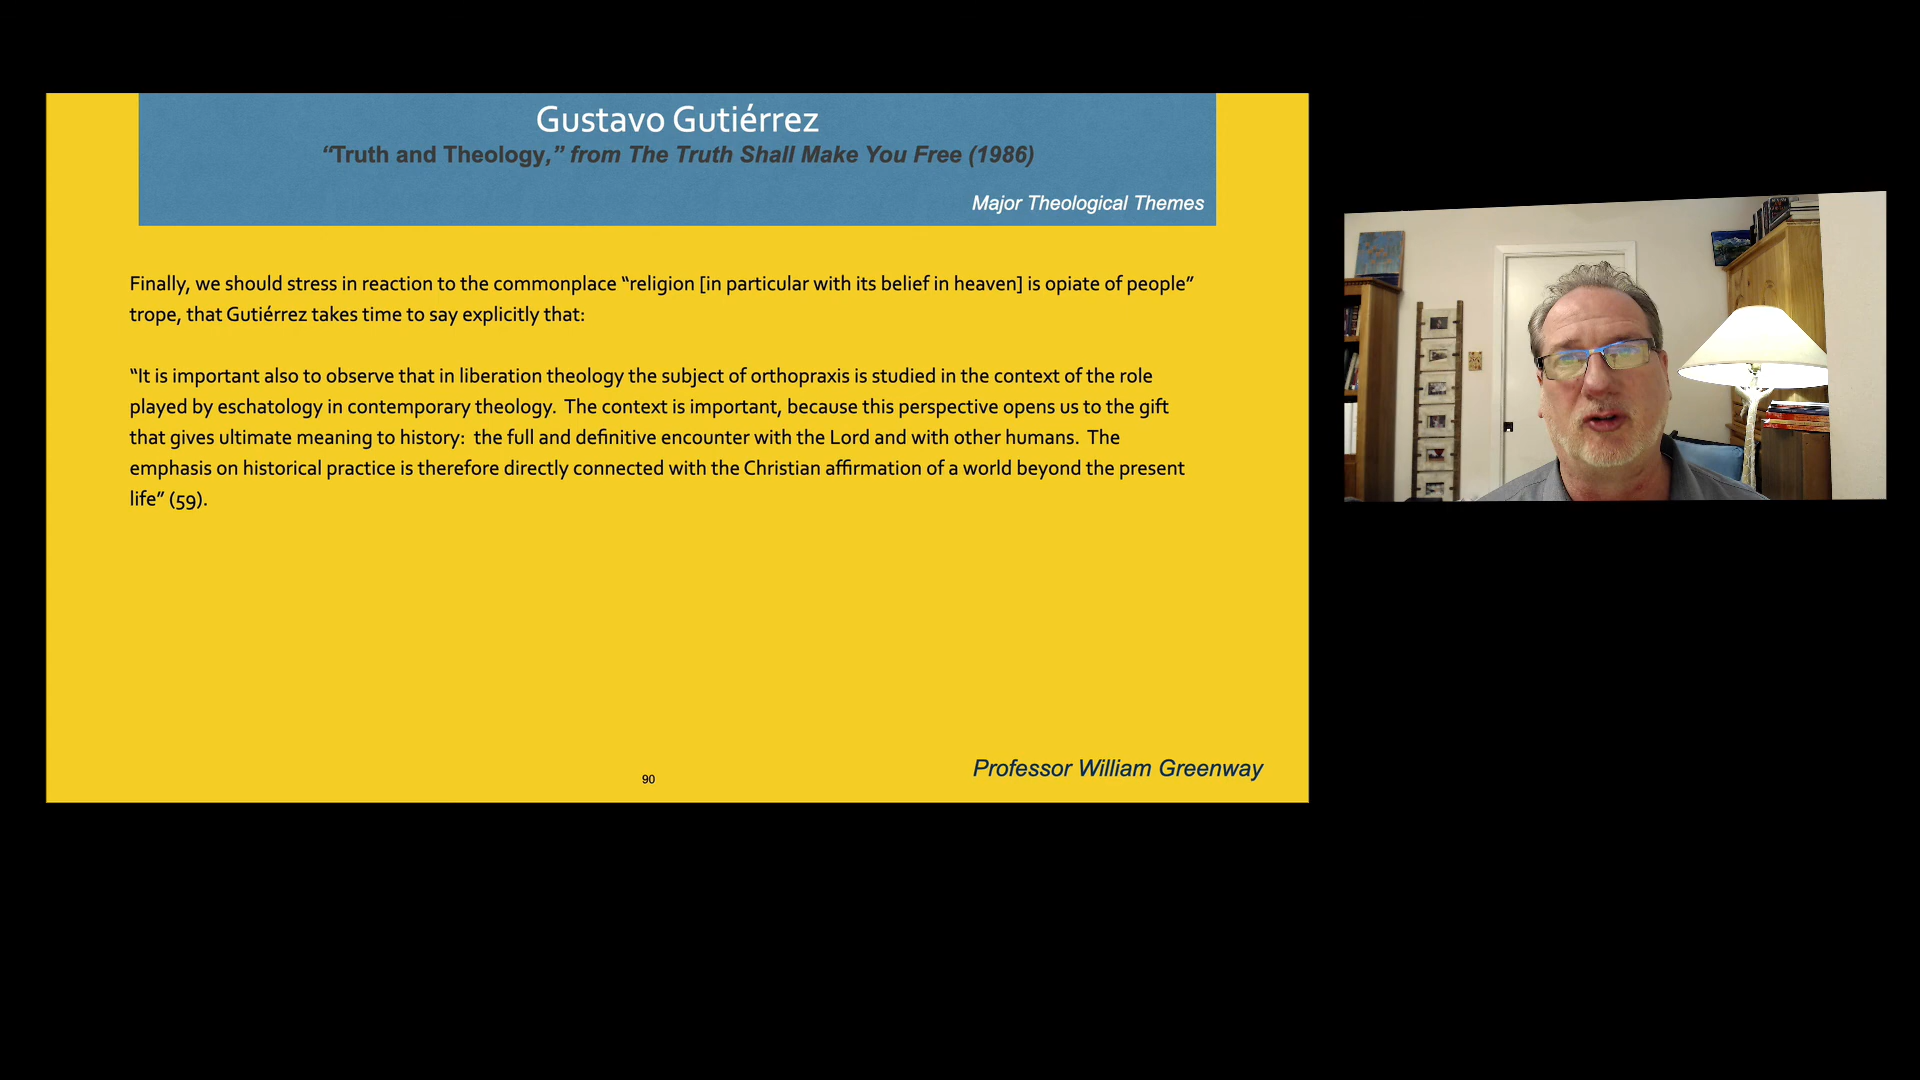 Gustavo Gutiérrez
“Truth and Theology,” from The Truth Shall Make You Free (1986)
Major Theological Themes
Finally, we should stress in reaction to the commonplace “religion [in particular with its belief in heaven] is opiate of people”
trope, that Gutiérrez takes time to say explicitly that:
“It is important also to observe that in liberation theology the subject of orthopraxis is studied in the context of the role
played by eschatology in contemporary theology.  The context is important, because this perspective opens us to the gift
that gives ultimate meaning to history:  the full and definitive encounter with the Lord and with other humans.  The
emphasis on historical practice is therefore directly connected with the Christian affirmation of a world beyond the present
life” (59).
90
Professor William Greenway